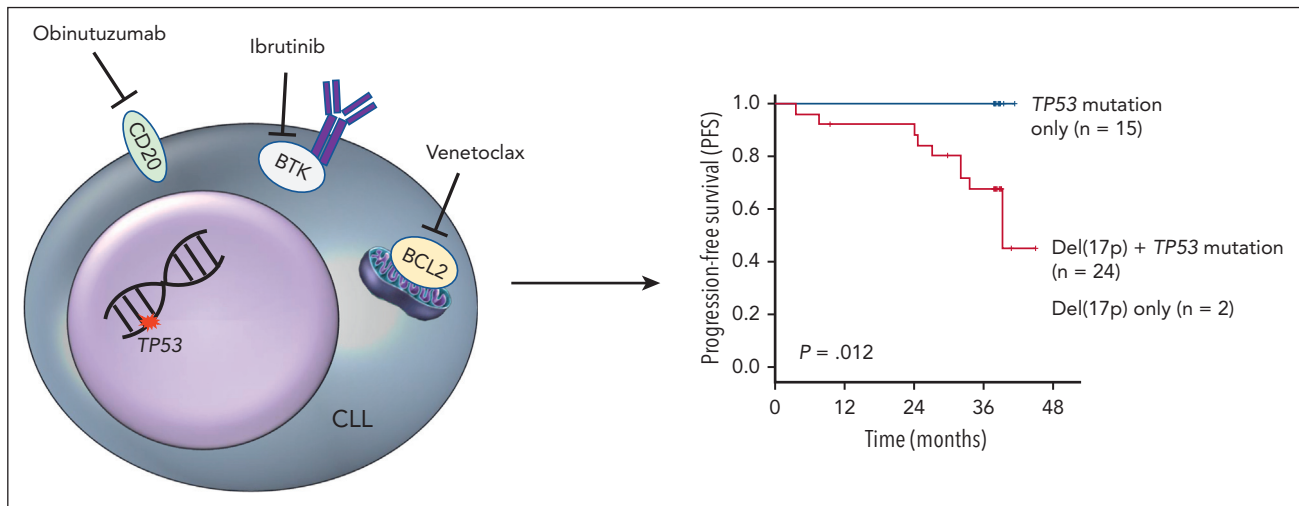 Obinutuzumab
Ibrutinib
CD20
BTK
Venetoclax
BCL2
TP53
CLL
Progression-free survival (PFS)
1.0
0.8
0.6
0.4
0.2
0.0
P = .012
0
12
24
36
48
Time (months)
TP53 mutation
only (n = 15)
Del(17p) + TP53 mutation
(n = 24)
Del(17p) only (n = 2)